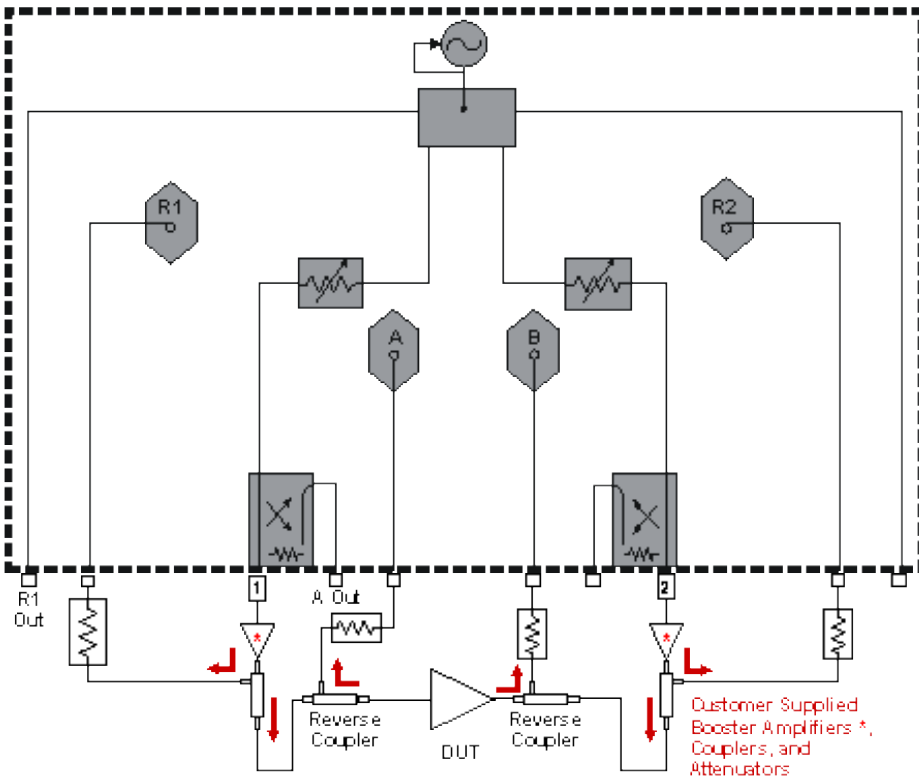 R1
R2
A
B
1
2
R1
Out
A Out
*
*
Reverse
Coupler
DUT
Reverse
Coupler
Customer Supplied
Booster Amplifiers *,
Couplers, and
Attenuators